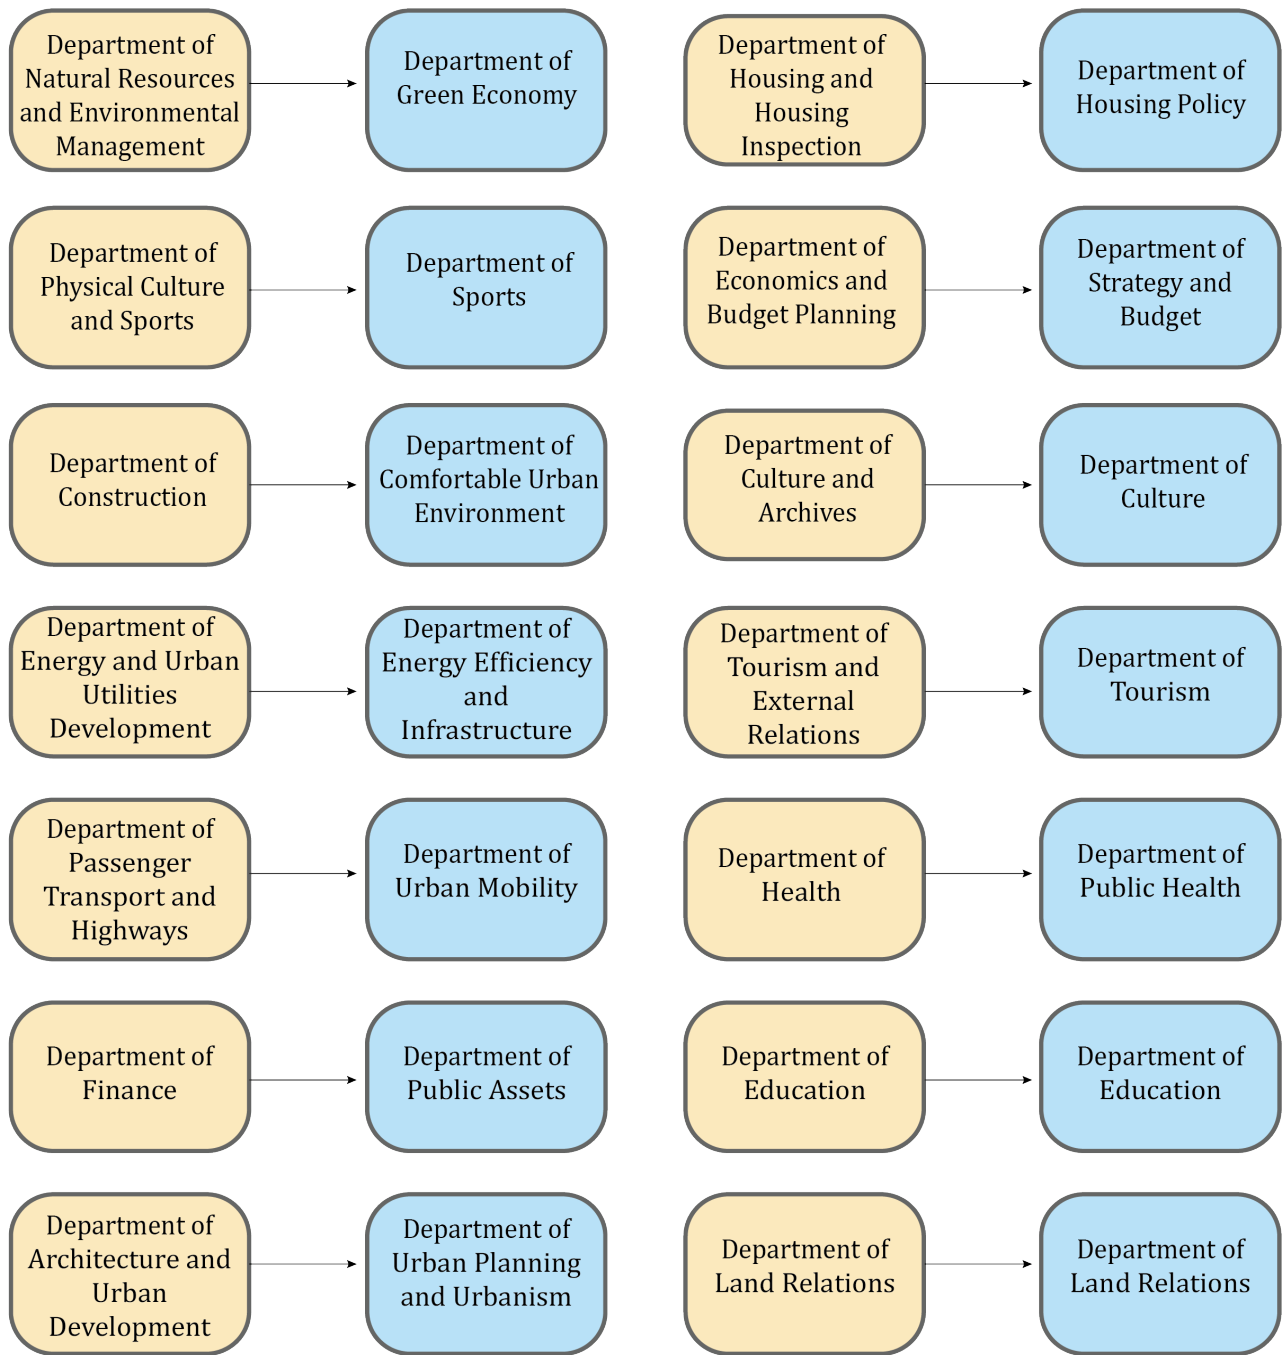 Department of
Natural Resources
and Environmental
Management
Department of
Green Economy
Department of
Housing and
Housing
Inspection
Department of
Housing Policy
Department of
Physical Culture
and Sports
Department of
Sports
Department of
Economics and
Budget Planning
Department of
Strategy and
Budget
Department of
Construction
Department of
Comfortable Urban
Environment
Department of
Culture and
Archives
Department of
Culture
Department of
Energy and Urban
Utilities
Development
Department of
Energy Efficiency
and
Infrastructure
Department of
Tourism and
External
Relations
Department of
Tourism
Department of
Passenger
Transport and
Highways
Department of
Urban Mobility
Department of
Health
Department of
Public Health
Department of
Finance
Department of
Public Assets
Department of
Education
Department of
Education
Department of
Architecture and
Urban
Development
Department of
Urban Planning
and Urbanism
Department of
Land Relations
Department of
Land Relations